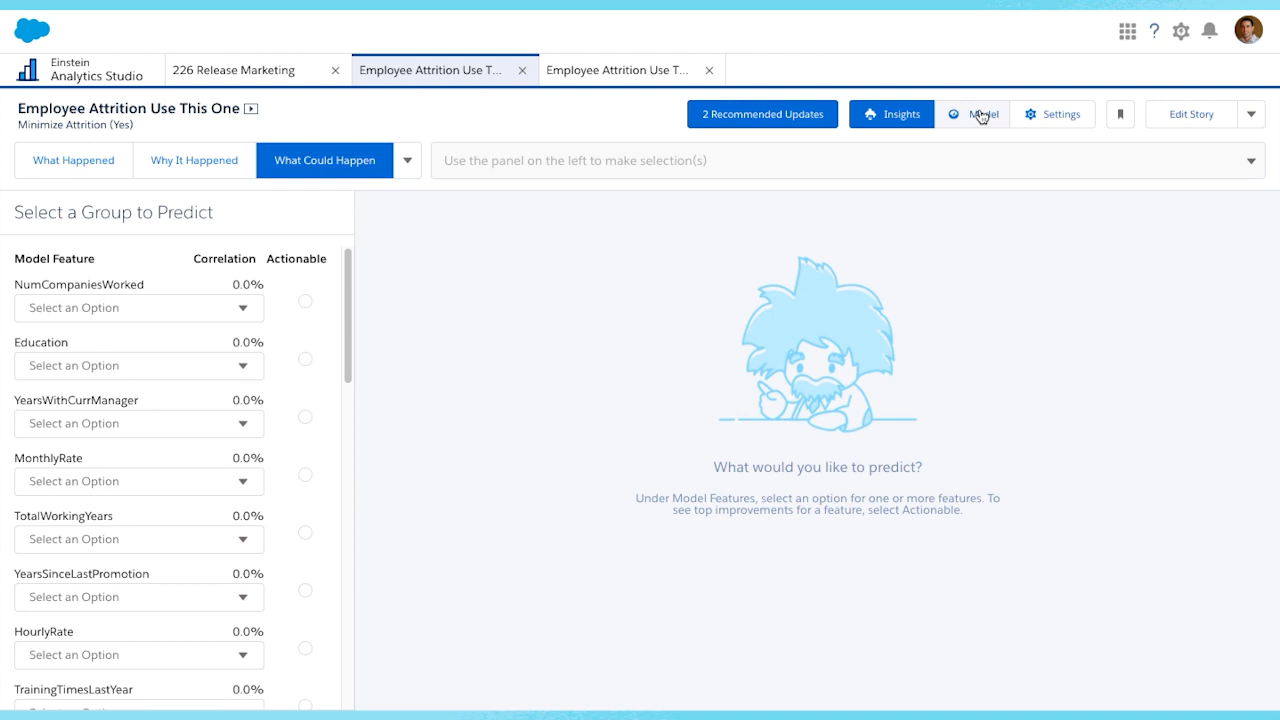 Einstein
Analytics Studio
226 Release Marketing
Employee Attrition Use T...
Employee Attrition Use T...
Employee Attrition Use This One
Minimize Attrition (Yes)
2 Recommended Updates
Insights
Model
Settings
Edit Story
What Happened
Why It Happened
What Could Happen
Use the panel on the left to make selection(s)
Select a Group to Predict
Model Feature Correlation Actionable
NumCompaniesWorked 0.0%
Select an Option
Education 0.0%
Select an Option
YearsWithCurrManager 0.0%
Select an Option
MonthlyRate 0.0%
Select an Option
TotalWorkingYears 0.0%
Select an Option
YearsSinceLastPromotion 0.0%
Select an Option
HourlyRate 0.0%
Select an Option
TrainingTimesLastYear 0.0%
What would you like to predict?
Under Model Features, select an option for one or more features. To
see top improvements for a feature, select Actionable.